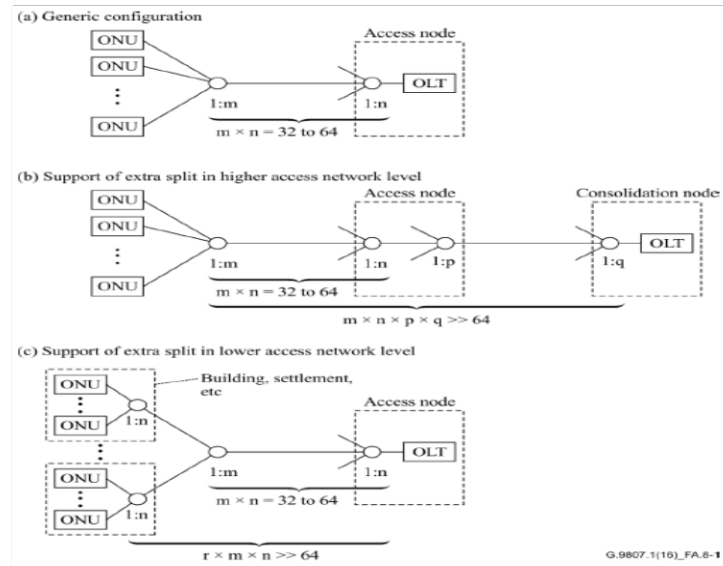 (a) Generic configuration
ONU
ONU
ONU
1:m
Access node
1:n
OLT
m × n = 32 to 64
(b) Support of extra split in higher access network level
Access node
Consolidation node
ONU
ONU
ONU
1:m
1:n
1:p
1:q
OLT
m × n = 32 to 64
m × n × p × q >> 64
(c) Support of extra split in lower access network level
ONU
ONU
1:n
Building, settlement,
etc
Access node
ONU
ONU
1:n
1:m
1:n
OLT
m × n = 32 to 64
r × m × n >> 64
G.9807.1(16)_FA.8-1